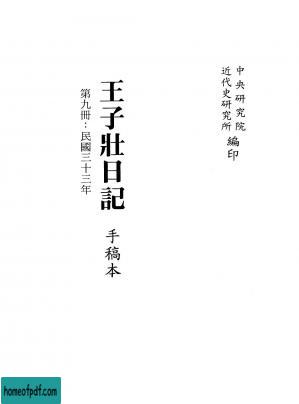 中央研究院
近代史研究所
編印
王子壯日記 手稿本
第九冊：民國三十三年
homeofpdf.com